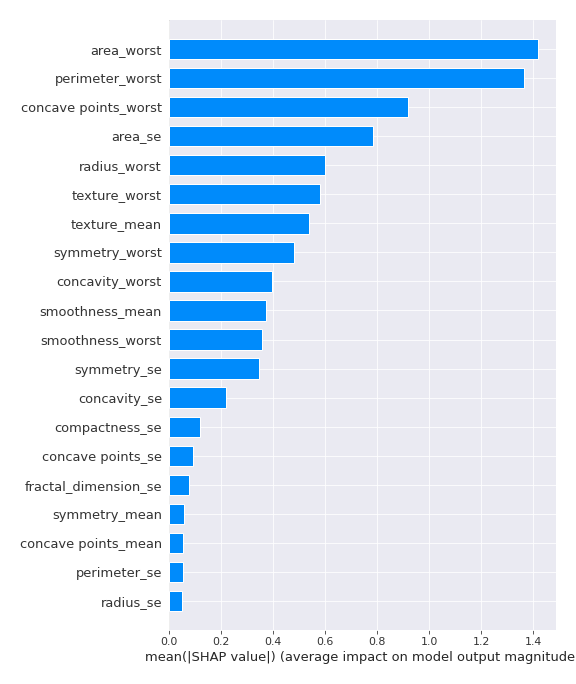 area_worst
perimeter_worst
concave points_worst
area_se
radius_worst
texture_worst
texture_mean
symmetry_worst
concavity_worst
smoothness_mean
smoothness_worst
symmetry_se
concavity_se
compactness_se
concave points_se
fractal_dimension_se
symmetry_mean
concave points_mean
perimeter_se
radius_se
0.0 0.2 0.4 0.6 0.8 1.0 1.2 1.4
mean(|SHAP value|) (average impact on model output magnitude